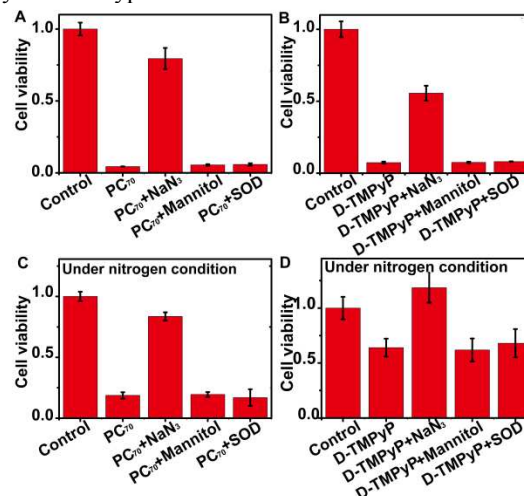 A
Cell viability
1.0
0.5
0.0
Control
PC₇₀
PC₇₀+NaN₃
PC₇₀+Mannitol
PC₇₀+SOD
B
Cell viability
1.0
0.5
0.0
Control
D-TMPyP
D-TMPyP+NaN₃
D-TMPyP+Mannitol
D-TMPyP+SOD
C
Under nitrogen condition
Cell viability
1.0
0.5
0.0
Control
PC₇₀
PC₇₀+NaN₃
PC₇₀+Mannitol
PC₇₀+SOD
D
Under nitrogen condition
Cell viability
1.0
0.5
0.0
Control
D-TMPyP
D-TMPyP+NaN₃
D-TMPyP+Mannitol
D-TMPyP+SOD